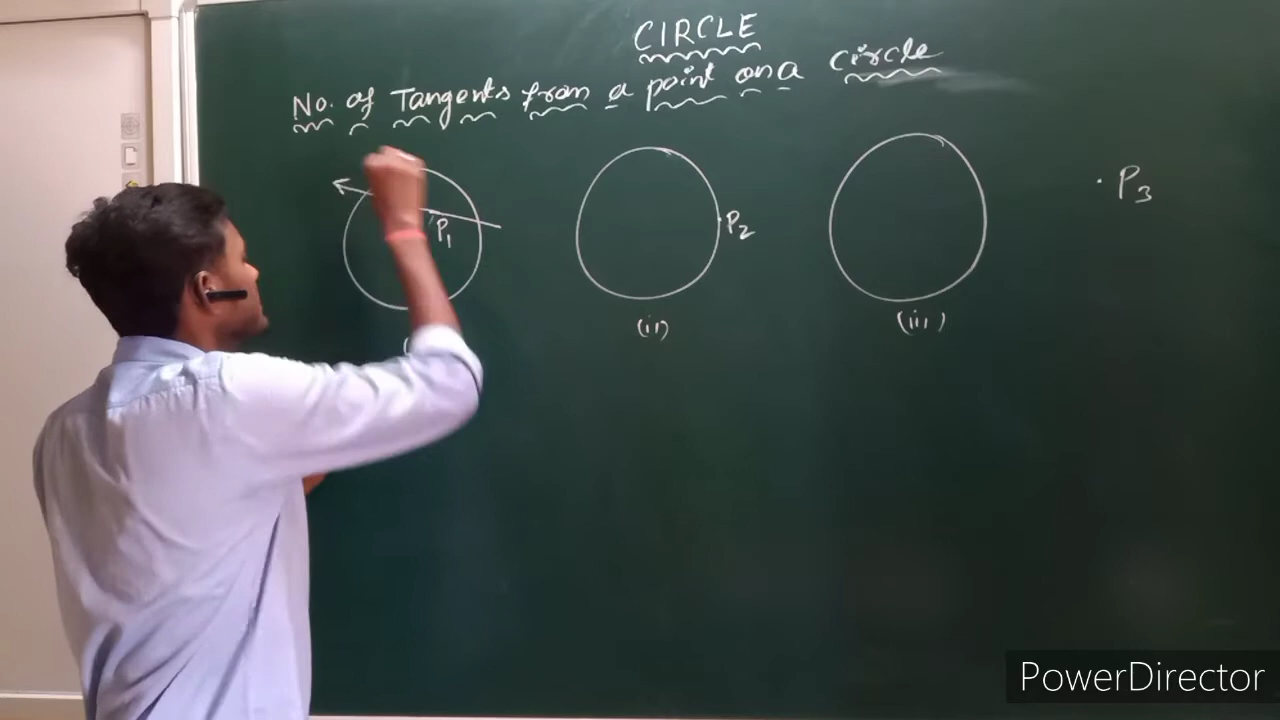 CIRCLE
No. of Tangents from a point on a circle
P1
P2
P3
(ii)
(iii)
PowerDirector